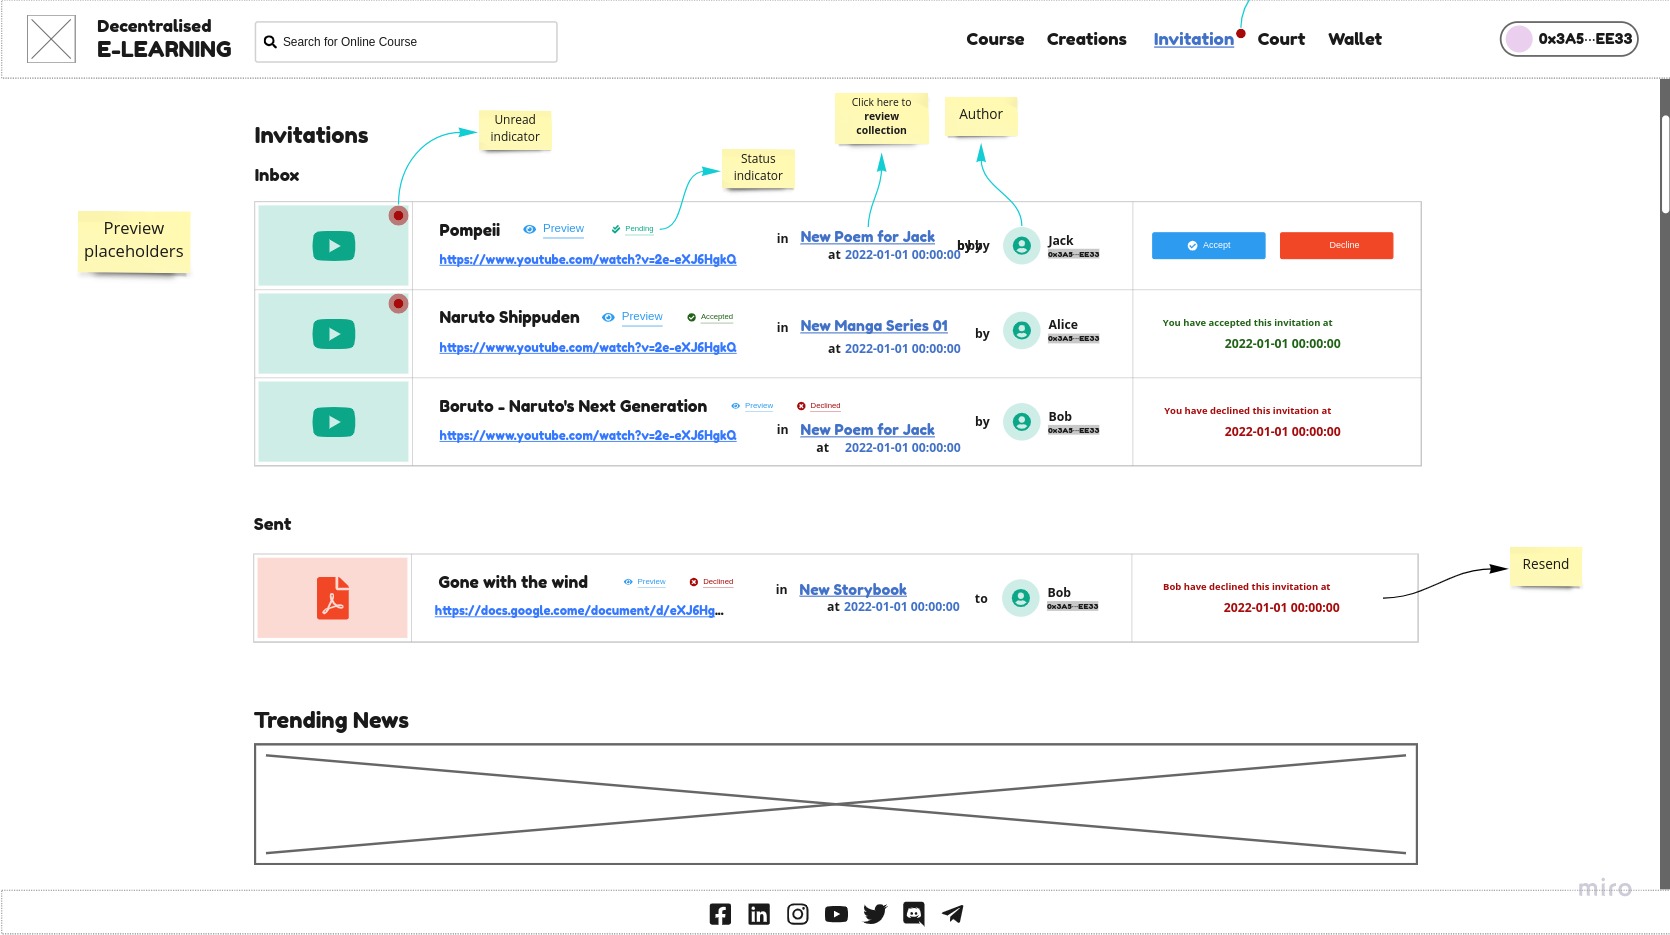 Decentralised
E-LEARNING
Search for Online Course
Course Creations Invitation Court Wallet
0x3A5···EE33
Invitations
Inbox
Unread
indicator
Status
indicator
Click here to
review
collection
Author
Preview
placeholders
Pompeii Preview Pending
https://www.youtube.com/watch?v=2e-eXJ6HgkQ
in New Poem for Jack
at 2022-01-01 00:00:00
by
Jack
0x3A5···EE33
Accept Decline
Naruto Shippuden Preview Accepted
https://www.youtube.com/watch?v=2e-eXJ6HgkQ
in New Manga Series 01
at 2022-01-01 00:00:00
by
Alice
0x3A5···EE33
You have accepted this invitation at
2022-01-01 00:00:00
Boruto - Naruto's Next Generation Preview Declined
https://www.youtube.com/watch?v=2e-eXJ6HgkQ
in New Poem for Jack
at 2022-01-01 00:00:00
by
Bob
0x3A5···EE33
You have declined this invitation at
2022-01-01 00:00:00
Sent
Gone with the wind Preview Declined
https://docs.google.come/document/d/eXJ6Hg...
in New Storybook
at 2022-01-01 00:00:00
to
Bob
0x3A5···EE33
Bob have declined this invitation at
2022-01-01 00:00:00
Resend
Trending News
miro